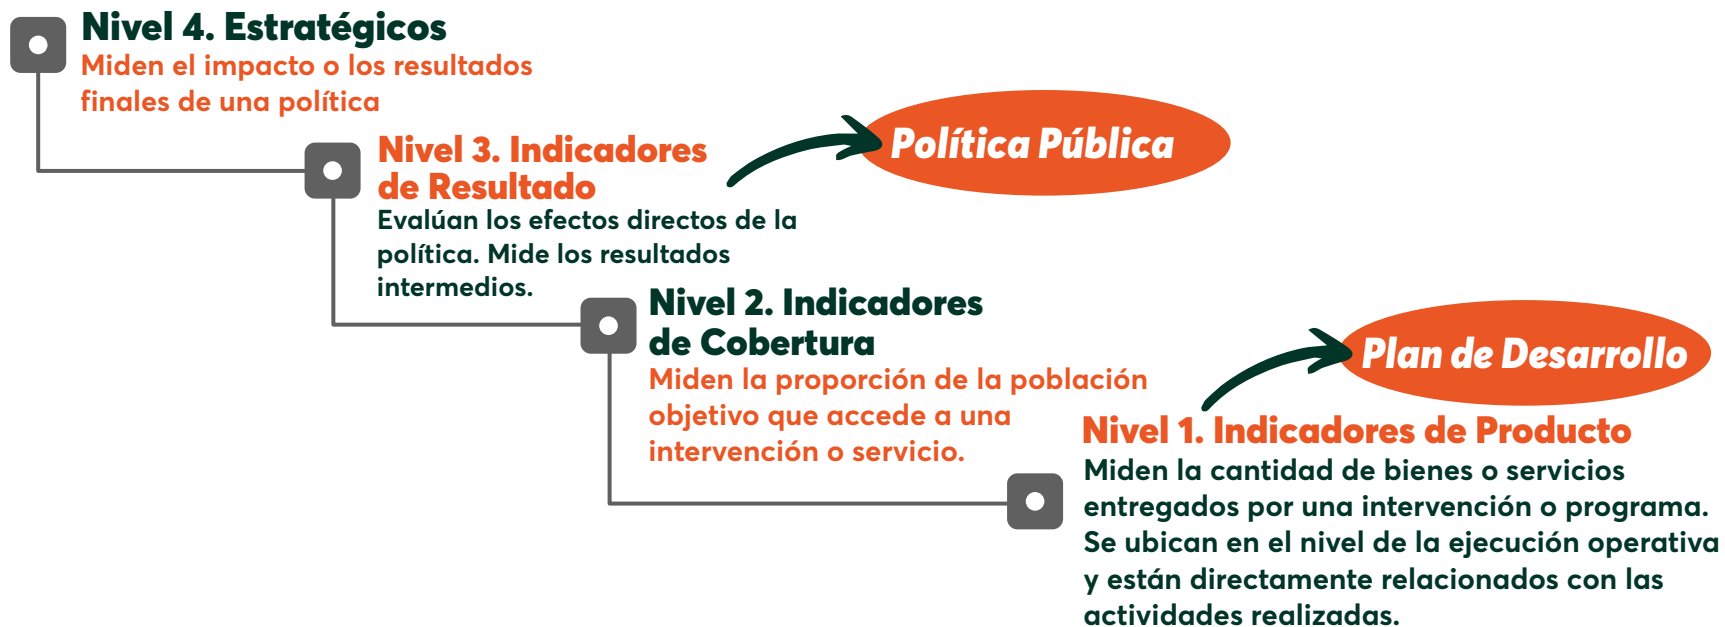 Nivel 4. Estratégicos
Miden el impacto o los resultados
finales de una política
Nivel 3. Indicadores
de Resultado
Evalúan los efectos directos de la
política. Mide los resultados
intermedios.
Política Pública
Nivel 2. Indicadores
de Cobertura
Miden la proporción de la población
objetivo que accede a una
intervención o servicio.
Plan de Desarrollo
Nivel 1. Indicadores de Producto
Miden la cantidad de bienes o servicios
entregados por una intervención o programa.
Se ubican en el nivel de la ejecución operativa
y están directamente relacionados con las
actividades realizadas.